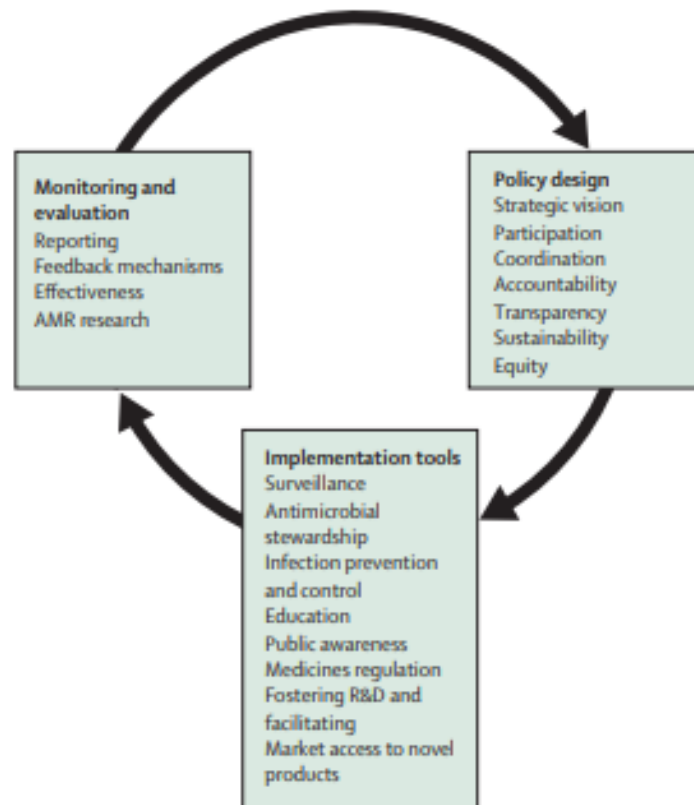 Monitoring and
evaluation
Reporting
Feedback mechanisms
Effectiveness
AMR research
Policy design
Strategic vision
Participation
Coordination
Accountability
Transparency
Sustainability
Equity
Implementation tools
Surveillance
Antimicrobial
stewardship
Infection prevention
and control
Education
Public awareness
Medicines regulation
Fostering R&D and
facilitating
Market access to novel
products